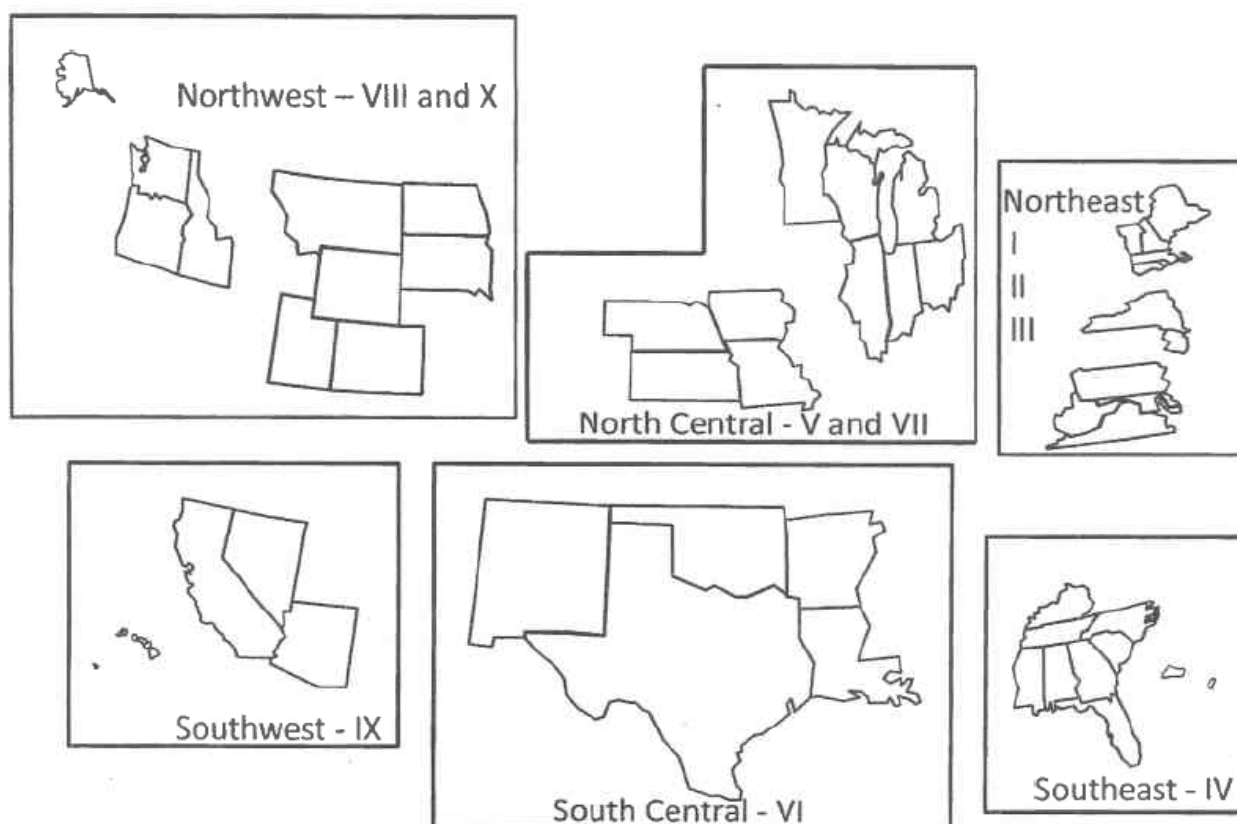 Northwest – VIII and X
Northeast
I
II
III
North Central - V and VII
Southwest - IX
South Central - VI
Southeast - IV